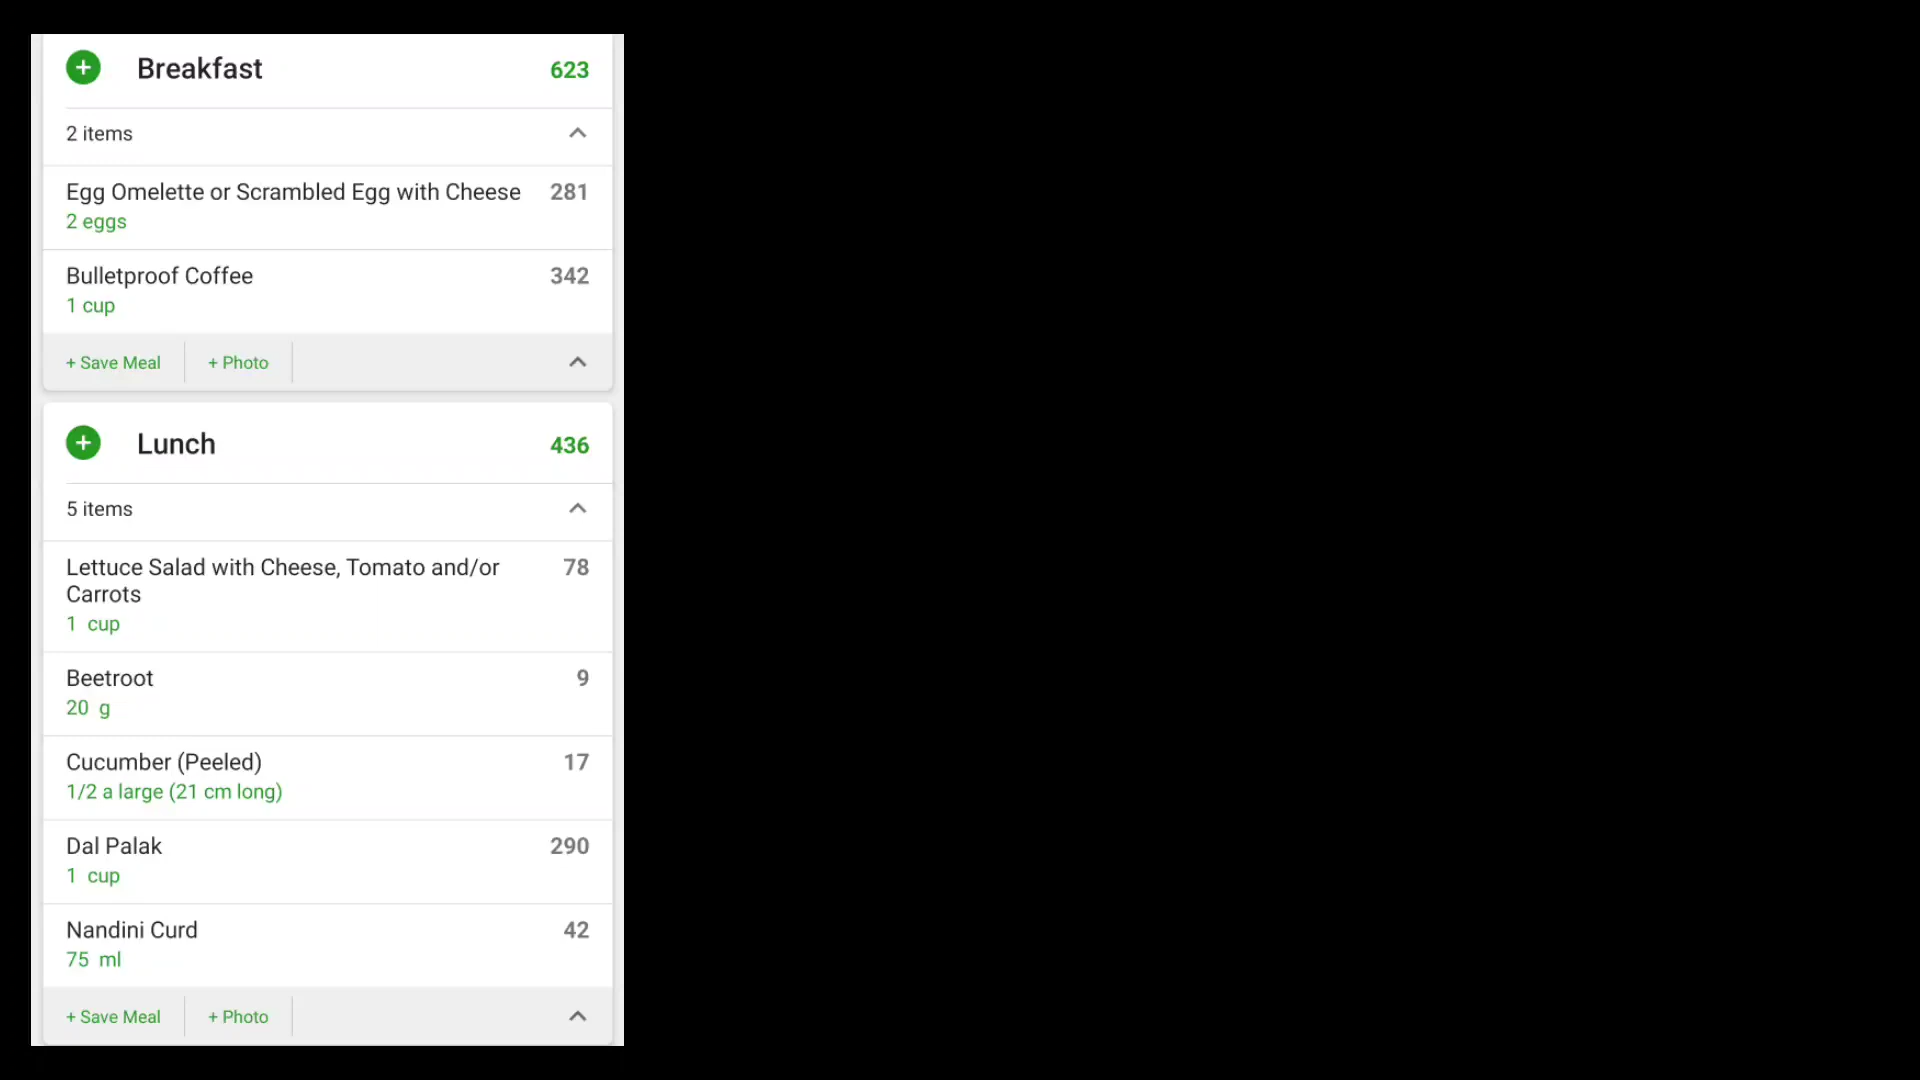 Breakfast 623
2 items
Egg Omelette or Scrambled Egg with Cheese 281
2 eggs
Bulletproof Coffee 342
1 cup
+ Save Meal + Photo
Lunch 436
5 items
Lettuce Salad with Cheese, Tomato and/or 78
Carrots
1 cup
Beetroot 9
20 g
Cucumber (Peeled) 17
1/2 a large (21 cm long)
Dal Palak 290
1 cup
Nandini Curd 42
75 ml
+ Save Meal + Photo